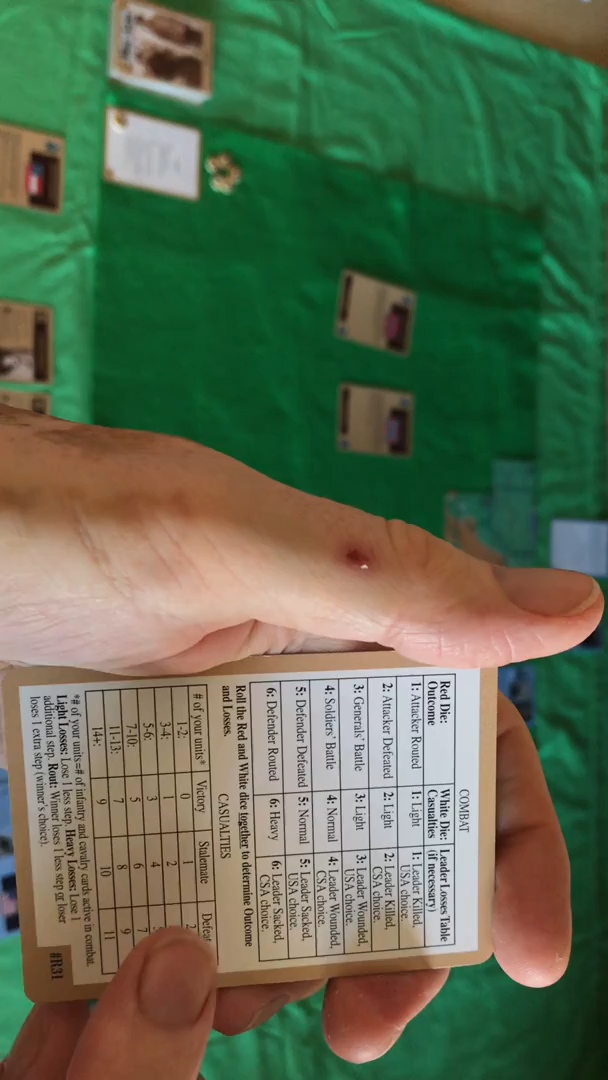 COMBAT
Red Die: Outcome | White Die: Casualties | Leader Losses Table (if necessary)
1: Attacker Routed | 1: Light | 1: Leader Killed, USA choice.
2: Attacker Defeated | 2: Light | 2: Leader Killed, CSA choice.
3: Generals' Battle | 3: Light | 3: Leader Wounded, USA choice.
4: Soldiers' Battle | 4: Normal | 4: Leader Wounded, CSA choice.
5: Defender Defeated | 5: Normal | 5: Leader Sacked, USA choice.
6: Defender Routed | 6: Heavy | 6: Leader Sacked, CSA choice.
Roll the Red and White dice together to determine Outcome
and Losses.
CASUALTIES
# of your units* | Victory | Stalemate | Defeat
1-2: | 0 | 1 | 2
3-4: | 1 | 2
5-6: | 3 | 4
7-10: | 5 | 6 | 7
11-13: | 7 | 8 | 9
14+: | 9 | 10 | 11
*# of your units=# of infantry and cavalry cards active in combat.
Light Losses: Lose 1 less step. Heavy Losses: Lose 1
additional step. Rout: Winner loses 1 less step or loser
loses 1 extra step (winner's choice).
#R31